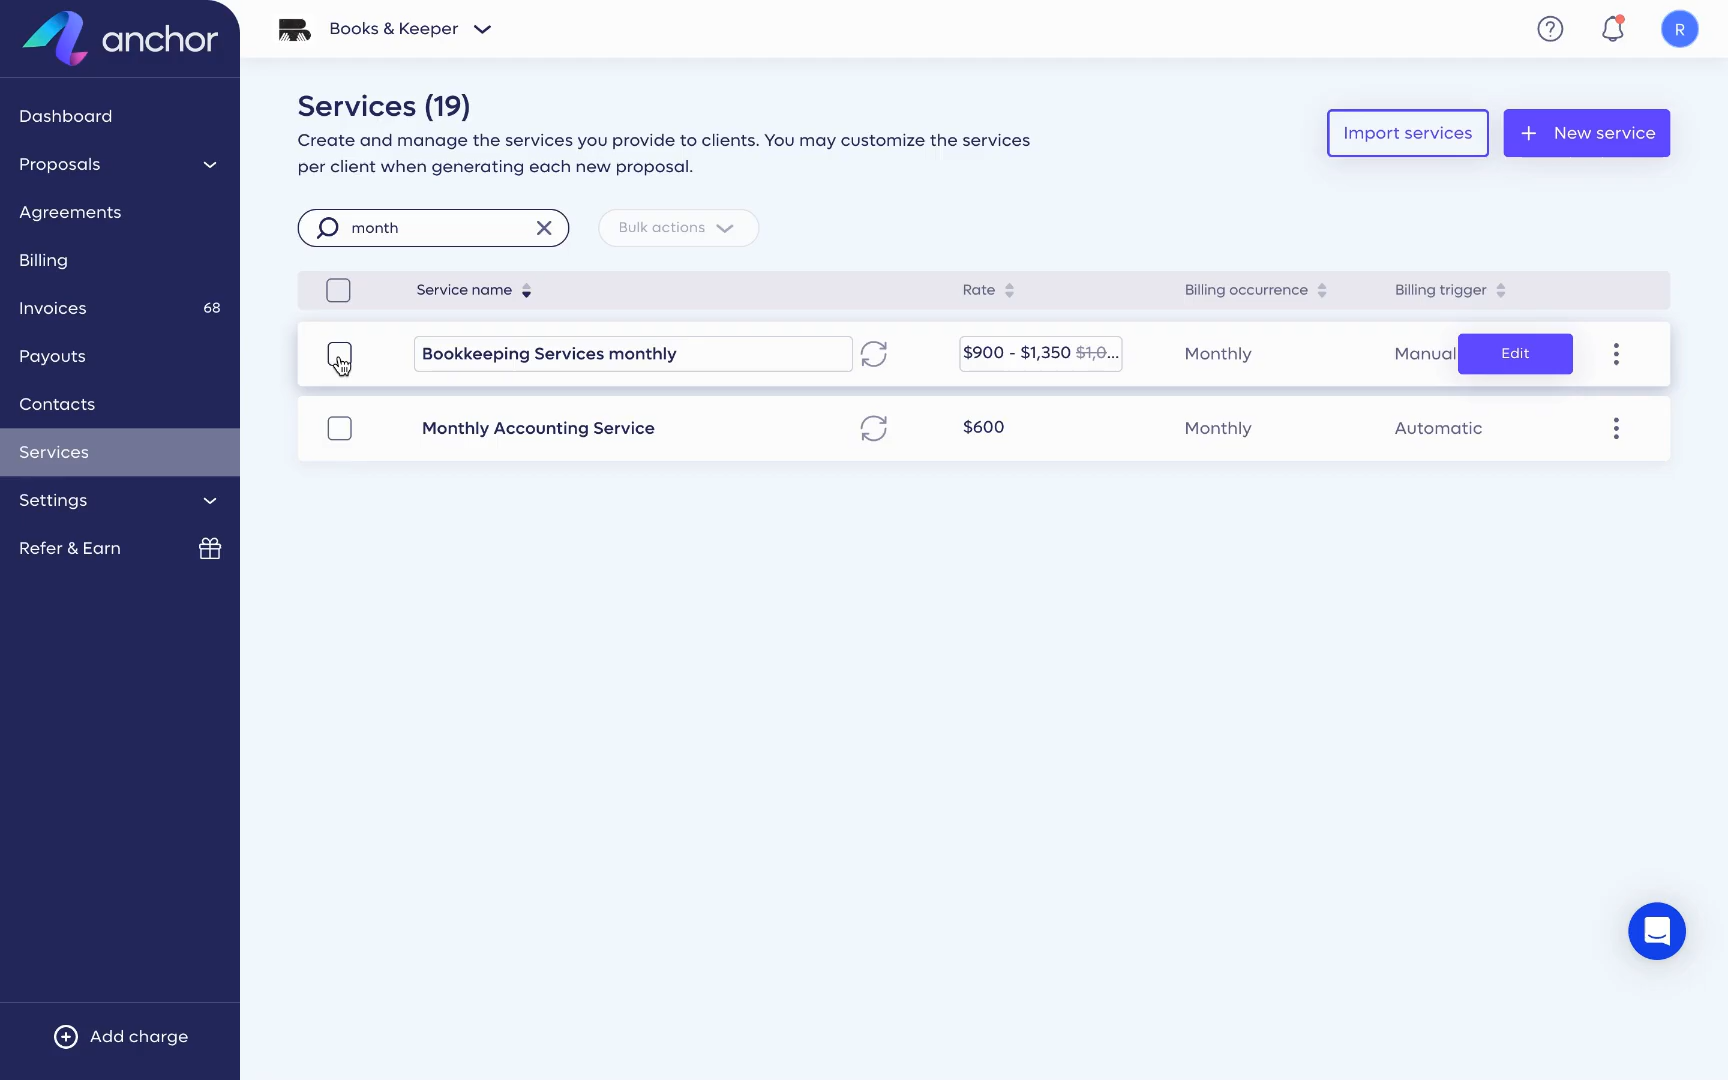 anchor
Books & Keeper
R
Dashboard
Proposals
Agreements
Billing
Invoices 68
Payouts
Contacts
Services
Settings
Refer & Earn
Add charge
Services (19)
Create and manage the services you provide to clients. You may customize the services
per client when generating each new proposal.
Import services
+ New service
month
Bulk actions
Service name Rate Billing occurrence Billing trigger
Bookkeeping Services monthly $900 - $1,350 $1,0... Monthly Manual Edit
Monthly Accounting Service $600 Monthly Automatic